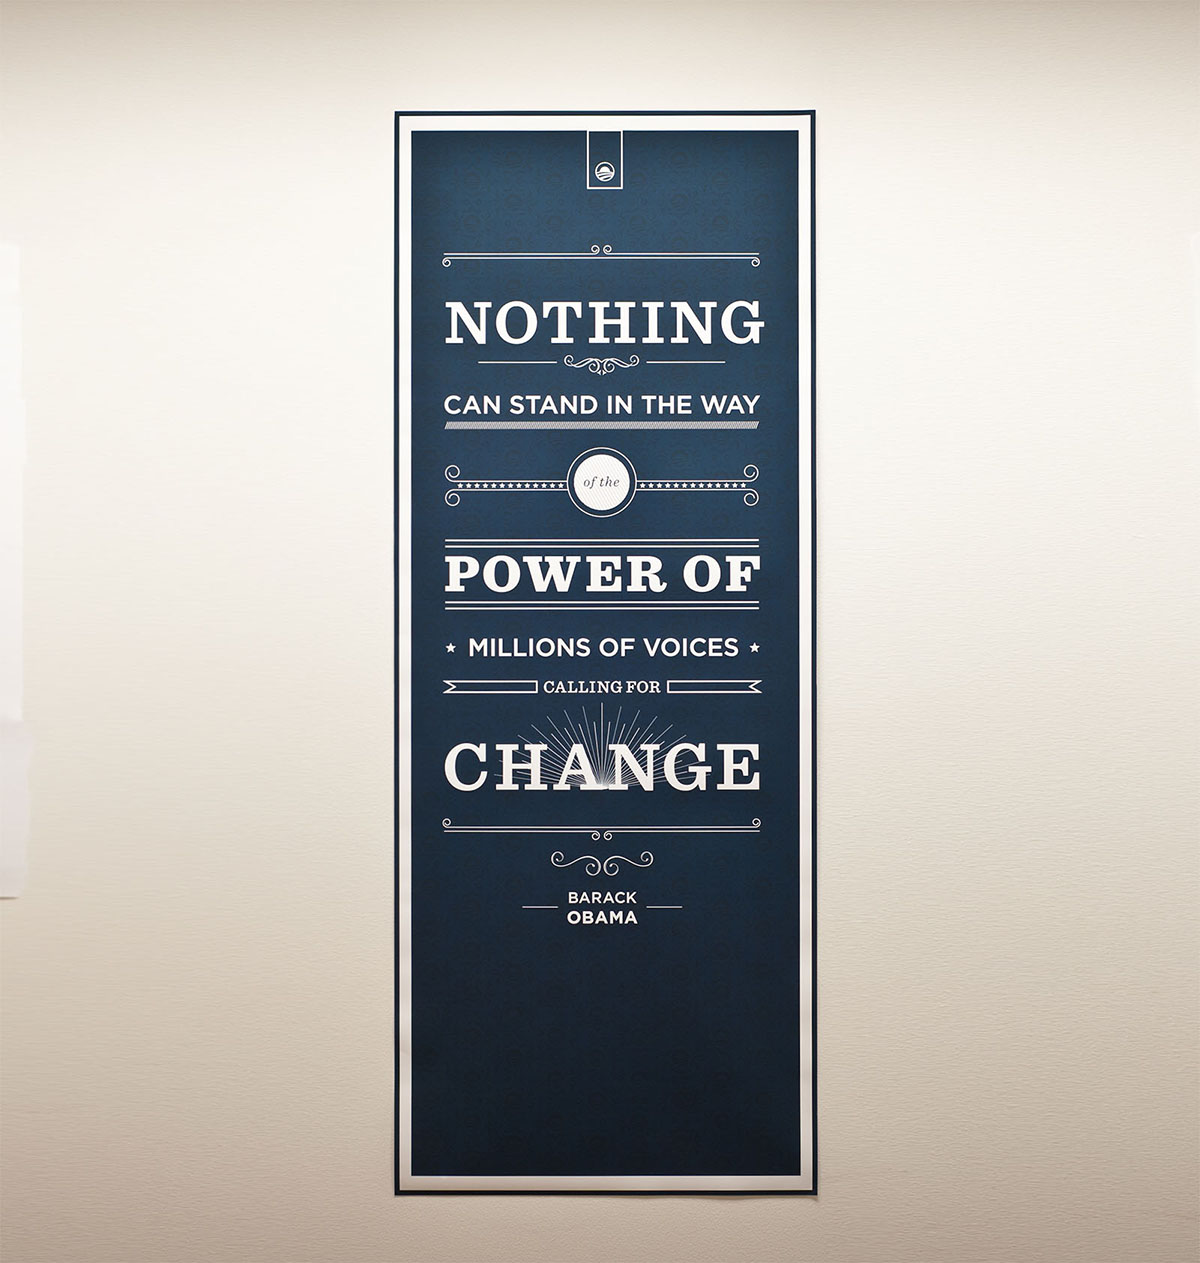 NOTHING
CAN STAND IN THE WAY
of the
POWER OF
MILLIONS OF VOICES
CALLING FOR
CHANGE
BARACK
OBAMA